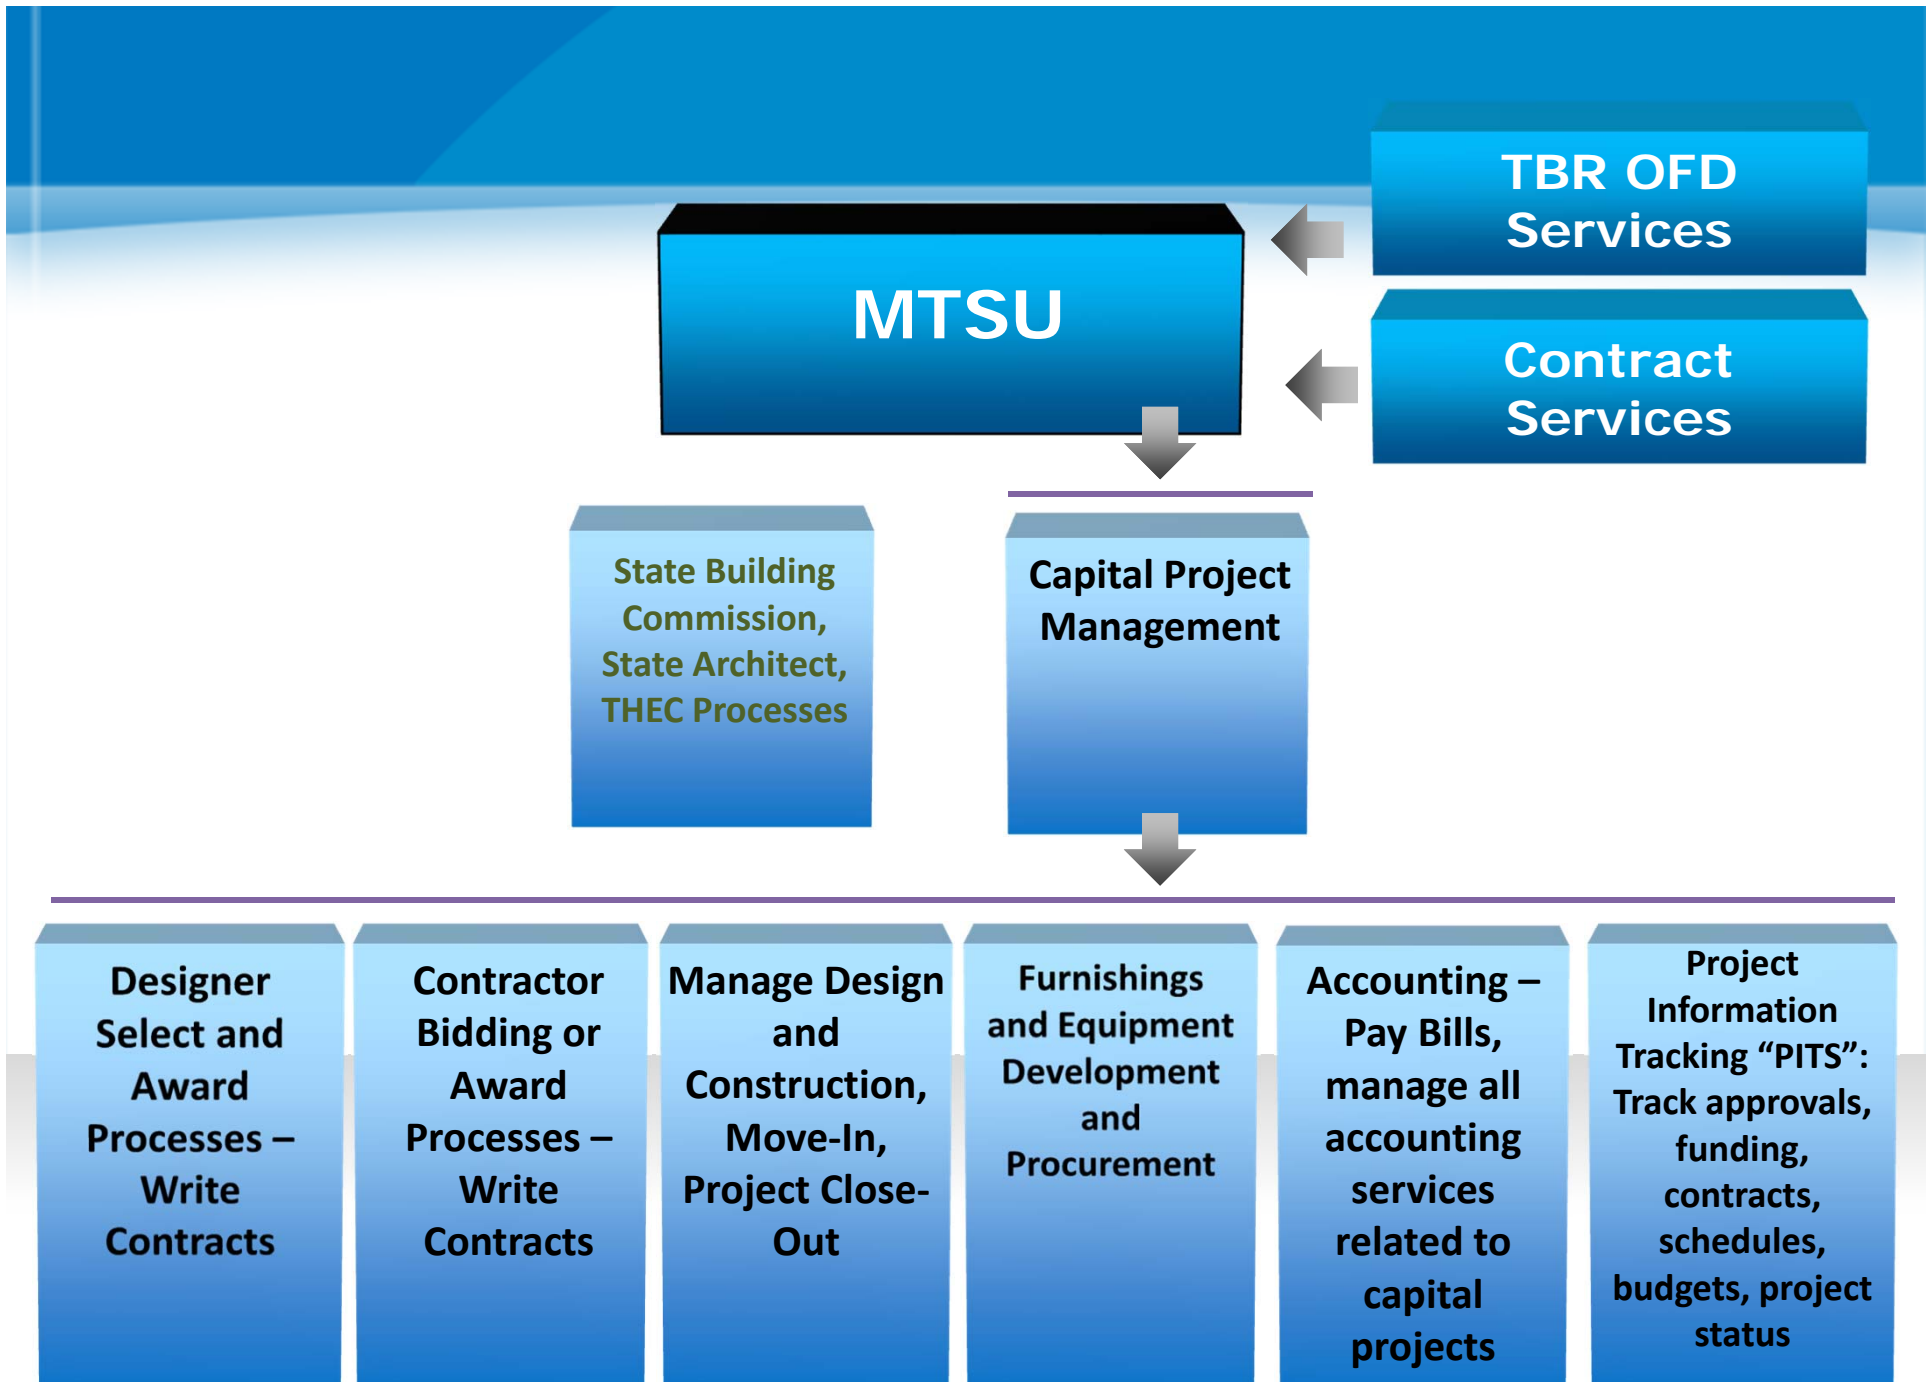 TBR OFD
Services
MTSU
Contract
Services
State Building
Commission,
State Architect,
THEC Processes
Capital Project
Management
Designer
Select and
Award
Processes –
Write
Contracts
Contractor
Bidding or
Award
Processes –
Write
Contracts
Manage Design
and
Construction,
Move-In,
Project Close-
Out
Furnishings
and Equipment
Development
and
Procurement
Accounting –
Pay Bills,
manage all
accounting
services
related to
capital
projects
Project
Information
Tracking “PITS”:
Track approvals,
funding,
contracts,
schedules,
budgets, project
status